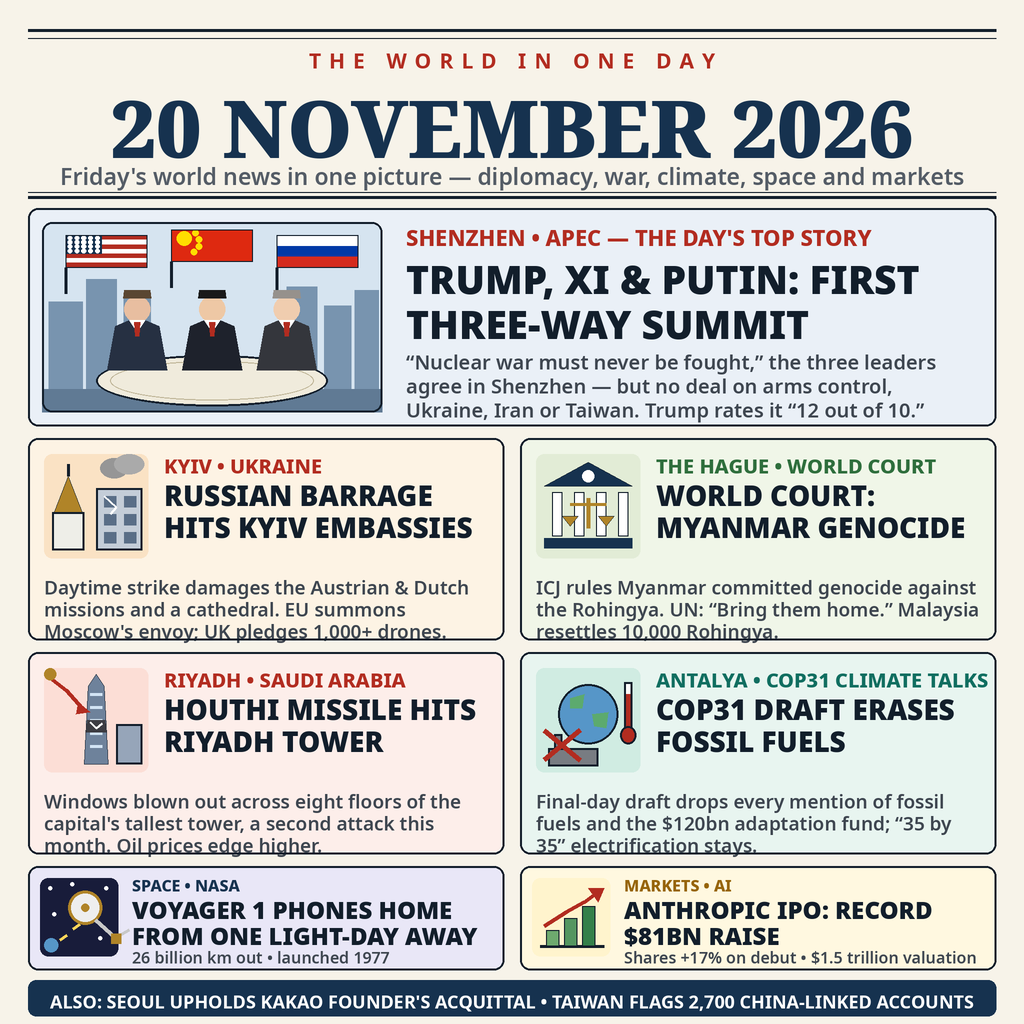 THE WORLD IN ONE DAY
20 NOVEMBER 2026
Friday's world news in one picture — diplomacy, war, climate, space and markets
SHENZHEN • APEC — THE DAY'S TOP STORY
TRUMP, XI & PUTIN: FIRST
THREE-WAY SUMMIT
“Nuclear war must never be fought,” the three leaders
agree in Shenzhen — but no deal on arms control,
Ukraine, Iran or Taiwan. Trump rates it “12 out of 10.”
KYIV • UKRAINE
RUSSIAN BARRAGE
HITS KYIV EMBASSIES
Daytime strike damages the Austrian & Dutch
missions and a cathedral. EU summons
Moscow's envoy; UK pledges 1,000+ drones.
THE HAGUE • WORLD COURT
WORLD COURT:
MYANMAR GENOCIDE
ICJ rules Myanmar committed genocide against
the Rohingya. UN: “Bring them home.” Malaysia
resettles 10,000 Rohingya.
RIYADH • SAUDI ARABIA
HOUTHI MISSILE HITS
RIYADH TOWER
Windows blown out across eight floors of the
capital's tallest tower, a second attack this
month. Oil prices edge higher.
ANTALYA • COP31 CLIMATE TALKS
COP31 DRAFT ERASES
FOSSIL FUELS
Final-day draft drops every mention of fossil
fuels and the $120bn adaptation fund; “35 by
35” electrification stays.
SPACE • NASA
VOYAGER 1 PHONES HOME
FROM ONE LIGHT-DAY AWAY
26 billion km out • launched 1977
MARKETS • AI
ANTHROPIC IPO: RECORD
$81BN RAISE
Shares +17% on debut • $1.5 trillion valuation
ALSO: SEOUL UPHOLDS KAKAO FOUNDER'S ACQUITTAL • TAIWAN FLAGS 2,700 CHINA-LINKED ACCOUNTS